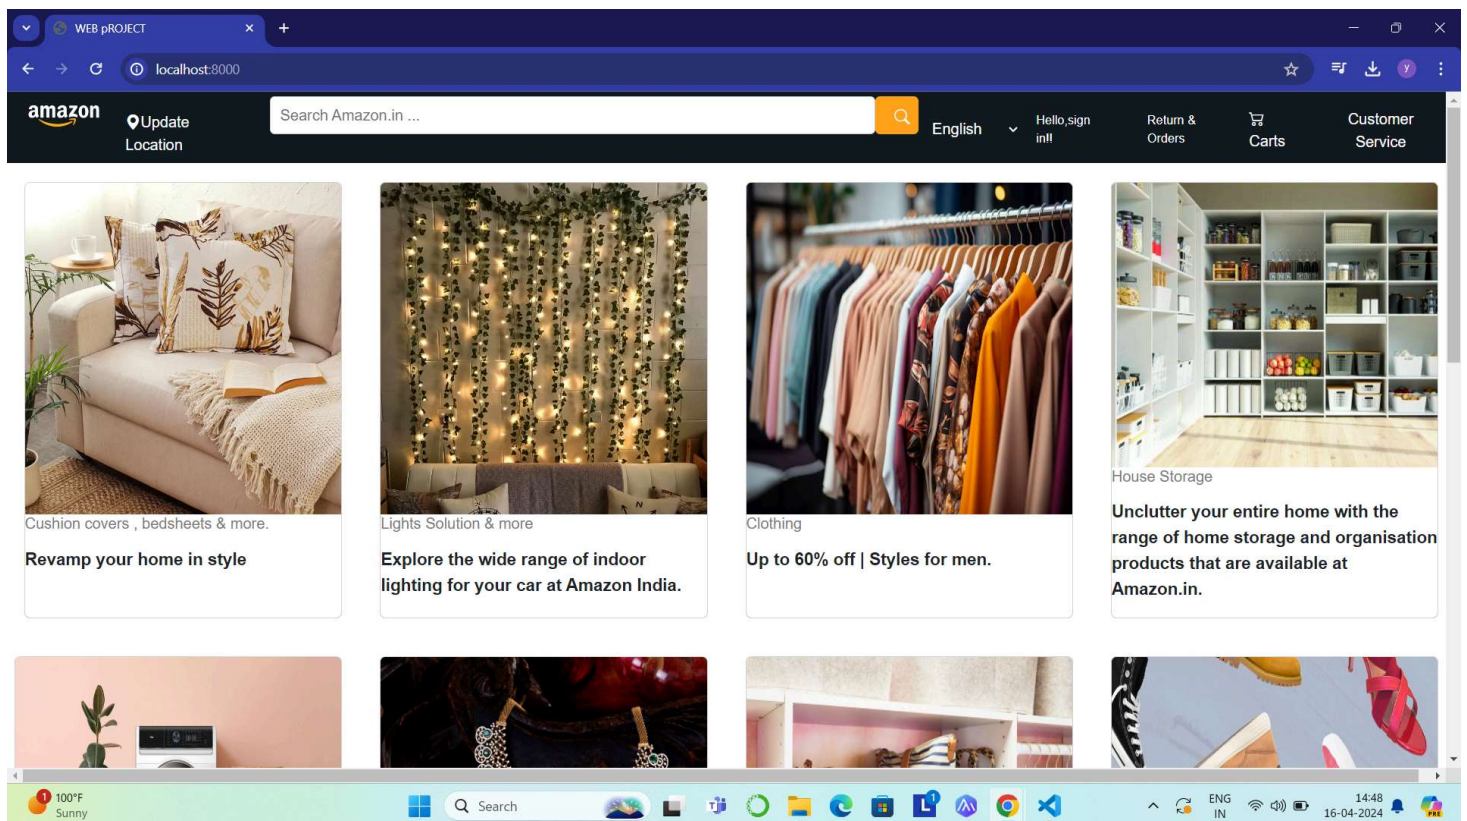 WEB pROJECT
localhost:8000
amazon
Update
Location
Search Amazon.in ...
English
Hello,sign
in!!
Return &
Orders
Carts
Customer
Service
Cushion covers , bedsheets & more.
Revamp your home in style
Lights Solution & more
Explore the wide range of indoor
lighting for your car at Amazon India.
Clothing
Up to 60% off | Styles for men.
House Storage
Unclutter your entire home with the
range of home storage and organisation
products that are available at
Amazon.in.
1
100°F
Sunny
Search
L
1
ENG
IN
14:48
16-04-2024
PRE
y